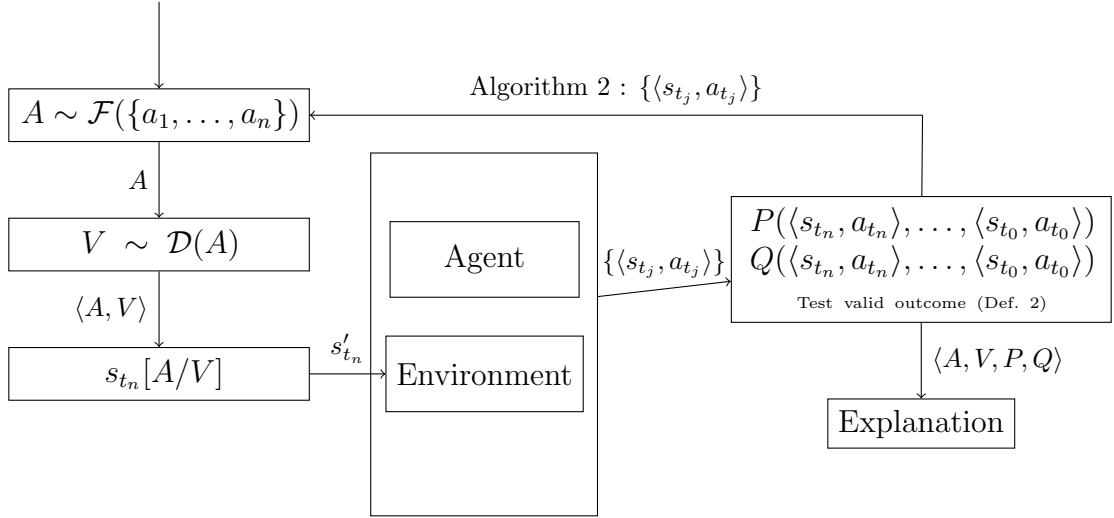 Algorithm 2 : {⟨s_{t_j}, a_{t_j}⟩}
A ∼ ℱ({a_1, . . . , a_n})
A
V ∼ 𝒟(A)
⟨A, V⟩
s_{t_n}[A/V]
s′_{t_n}
Agent
Environment
{⟨s_{t_j}, a_{t_j}⟩}
P(⟨s_{t_n}, a_{t_n}⟩, . . . , ⟨s_{t_0}, a_{t_0}⟩)
Q(⟨s_{t_n}, a_{t_n}⟩, . . . , ⟨s_{t_0}, a_{t_0}⟩)
Test valid outcome (Def. 2)
⟨A, V, P, Q⟩
Explanation